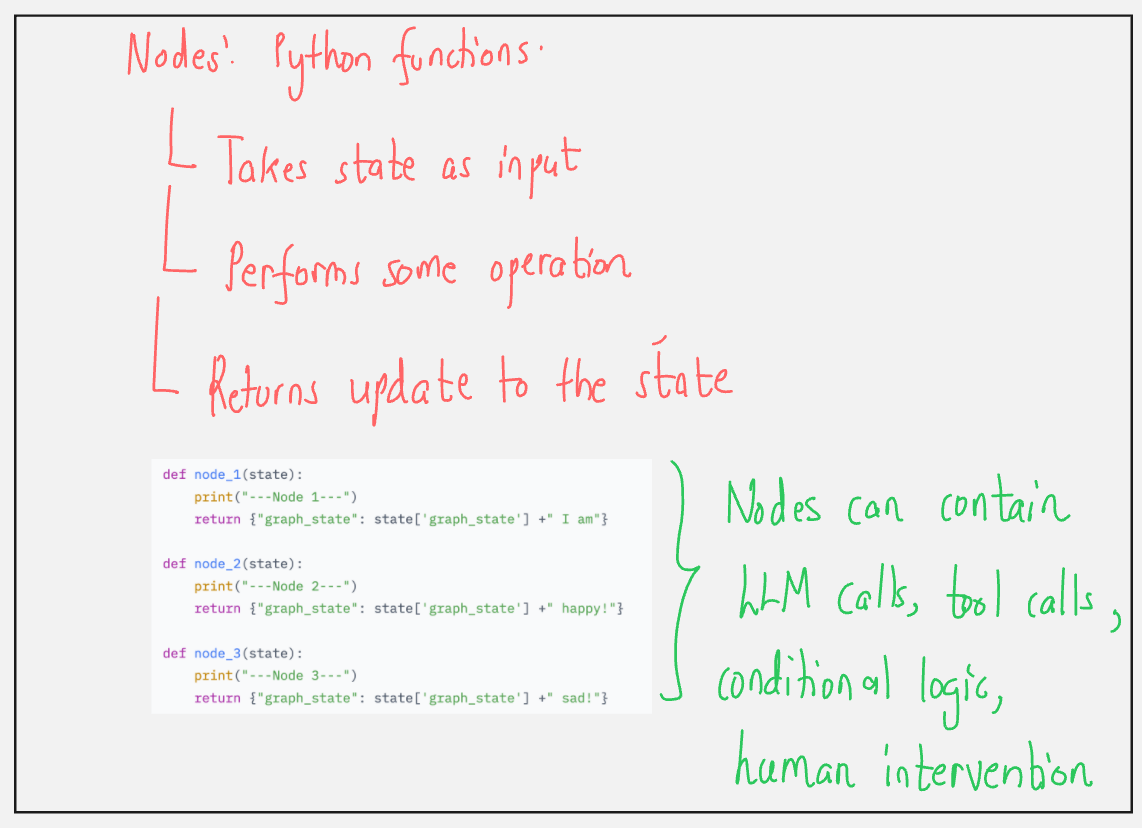 Nodes: Python functions.
Takes state as input
Performs some operation
Returns update to the state
def node_1(state):
    print("---Node 1---")
    return {"graph_state": state['graph_state'] +" I am"}
def node_2(state):
    print("---Node 2---")
    return {"graph_state": state['graph_state'] +" happy!"}
def node_3(state):
    print("---Node 3---")
    return {"graph_state": state['graph_state'] +" sad!"}
Nodes can contain
LLM calls, tool calls,
conditional logic,
human intervention